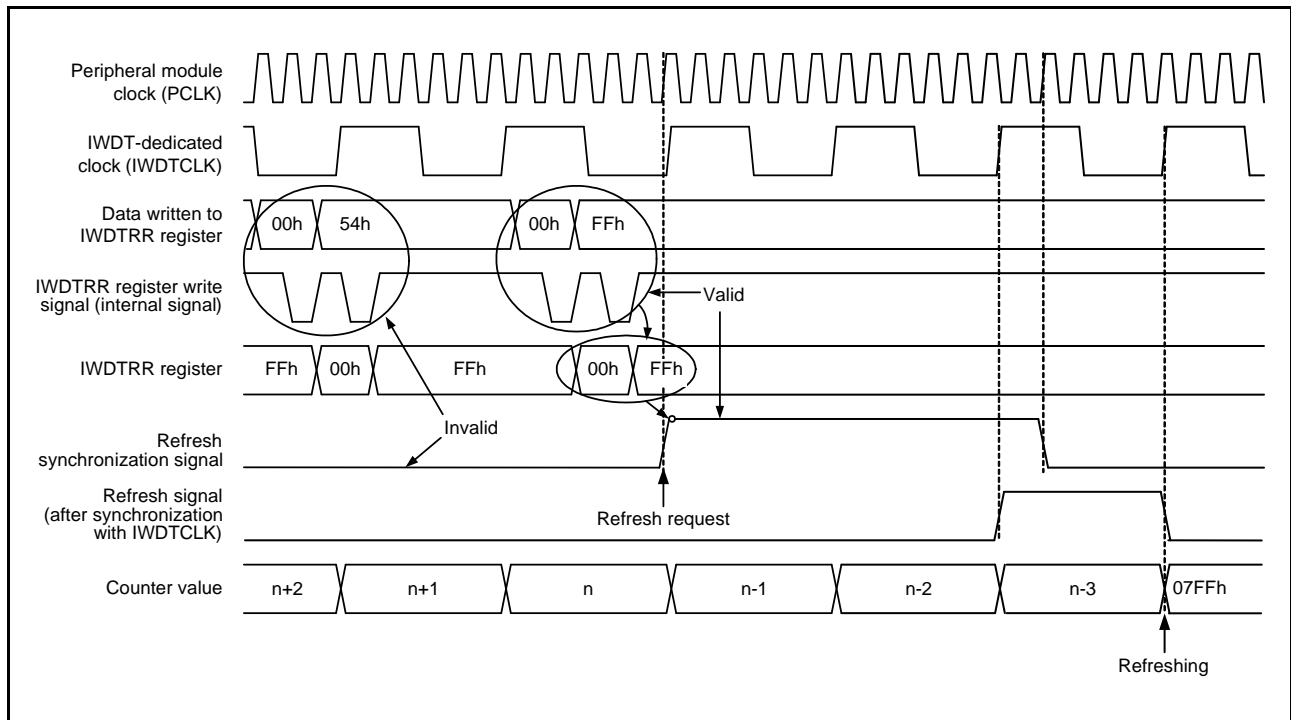 Peripheral module
clock (PCLK)
IWDT-dedicated
clock (IWDTCLK)
Data written to
IWDTRR register
00h 54h 00h FFh
IWDTRR register write
signal (internal signal)
Valid
IWDTRR register
FFh 00h FFh 00h FFh
Invalid
Refresh
synchronization signal
Refresh request
Refresh signal
(after synchronization
with IWDTCLK)
Counter value
n+2 n+1 n n-1 n-2 n-3 07FFh
Refreshing